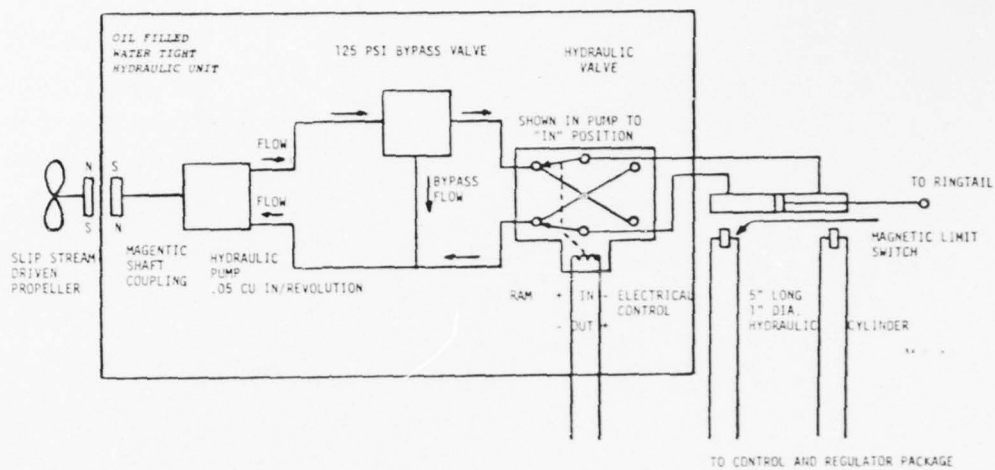 OIL FILLED
WATER TIGHT
HYDRAULIC UNIT
125 PSI BYPASS VALVE
HYDRAULIC
VALVE
SHOWN IN PUMP TO
"IN" POSITION
FLOW
FLOW
BYPASS
FLOW
N
S
S
N
TO RINGTAIL
MAGNETIC LIMIT
SWITCH
SLIP STREAM
DRIVEN
PROPELLER
MAGENTIC
SHAFT
COUPLING
HYDRAULIC
PUMP
.05 CU IN/REVOLUTION
RAM + IN - ELECTRICAL
CONTROL
- OUT +
5" LONG
1" DIA.
HYDRAULIC CYLINDER
TO CONTROL AND REGULATOR PACKAGE